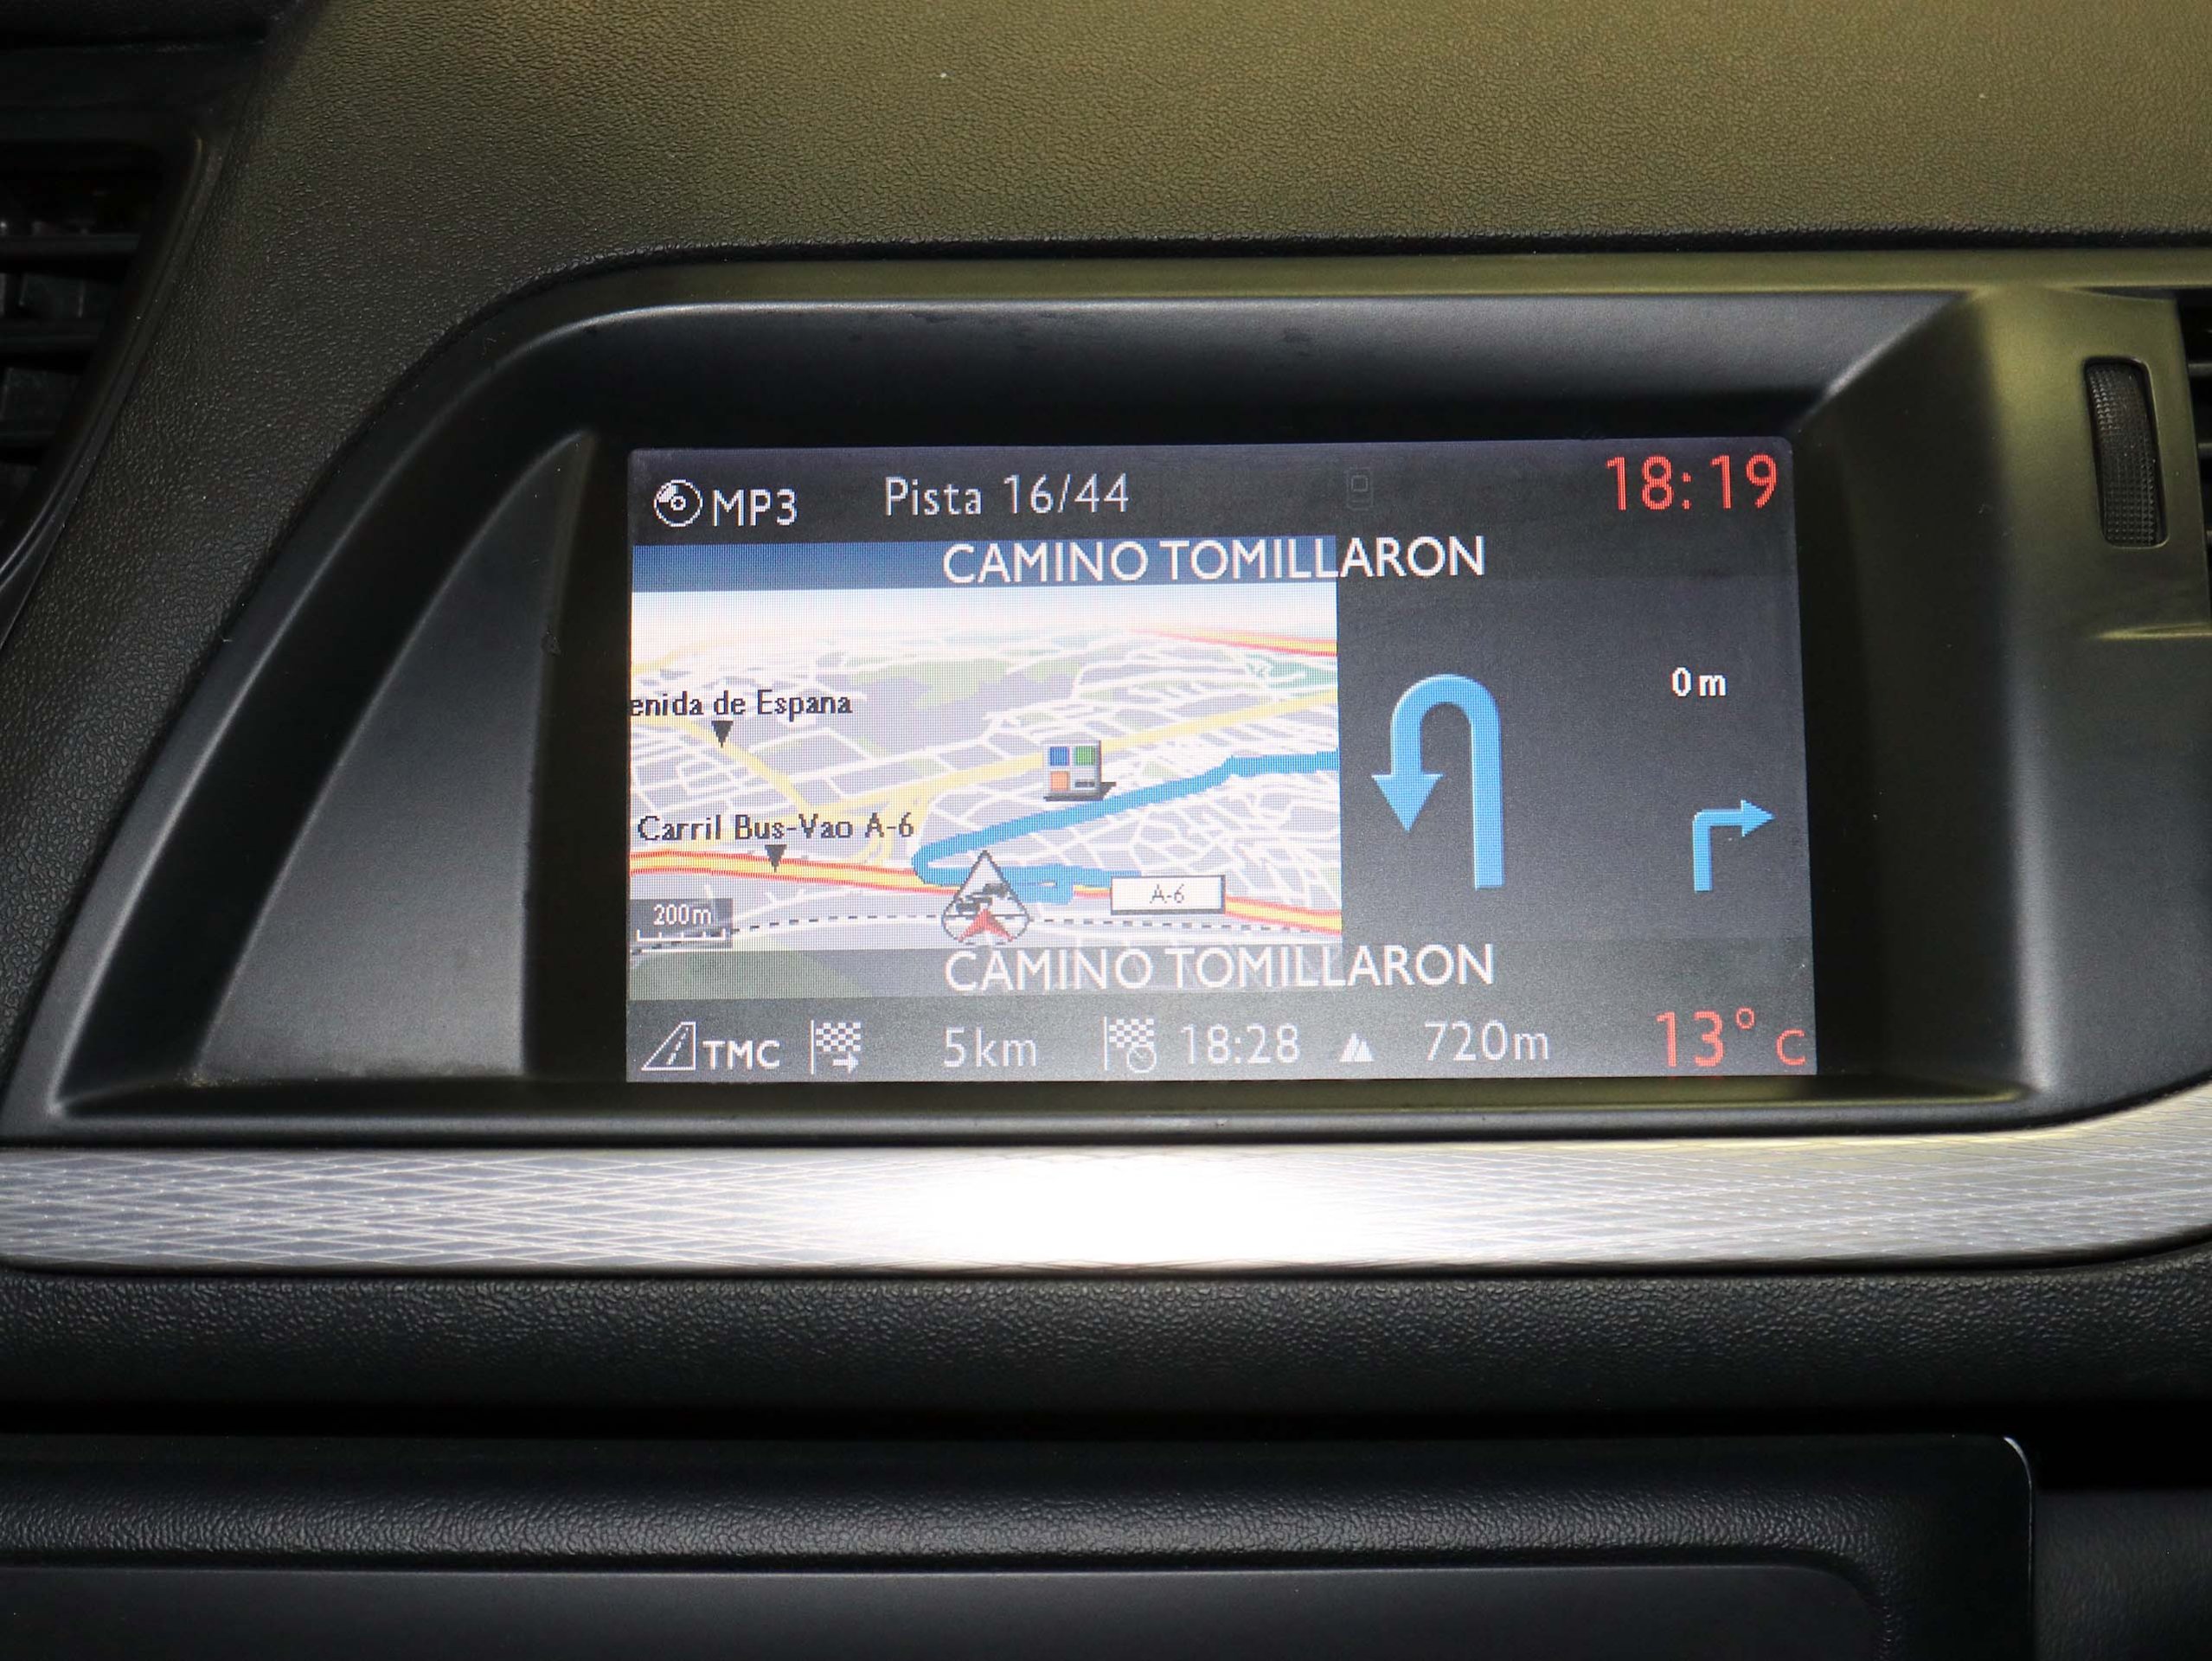 MP3 Pista 16/44 18:19
CAMINO TOMILLARON
enida de Espana
0 m
Carril Bus-Vao A-6
A-6
200m
CAMINO TOMILLARON
TMC 5km 18:28 720m 13° C